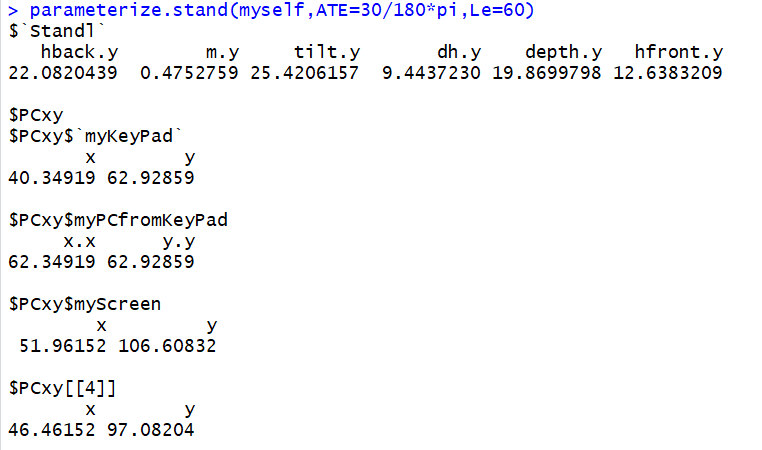 > parameterize.stand(myself,ATE=30/180*pi,Le=60)
$`Standl`
hback.y m.y tilt.y dh.y depth.y hfront.y
22.0820439 0.4752759 25.4206157 9.4437230 19.8699798 12.6383209
$PCxy
$PCxy$`myKeyPad`
x y
40.34919 62.92859
$PCxy$myPCfromKeyPad
x.x y.y
62.34919 62.92859
$PCxy$myScreen
x y
51.96152 106.60832
$PCxy[[4]]
x y
46.46152 97.08204